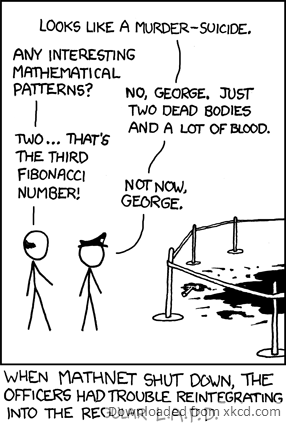 LOOKS LIKE A MURDER-SUICIDE.
ANY INTERESTING
MATHEMATICAL
PATTERNS?
NO, GEORGE. JUST
TWO DEAD BODIES
AND A LOT OF BLOOD.
TWO... THAT'S
THE THIRD
FIBONACCI
NUMBER!
NOT NOW,
GEORGE.
WHEN MATHNET SHUT DOWN, THE
OFFICERS HAD TROUBLE REINTEGRATING
INTO THE REGULAR L.A.P.D.
Downloaded from xkcd.com